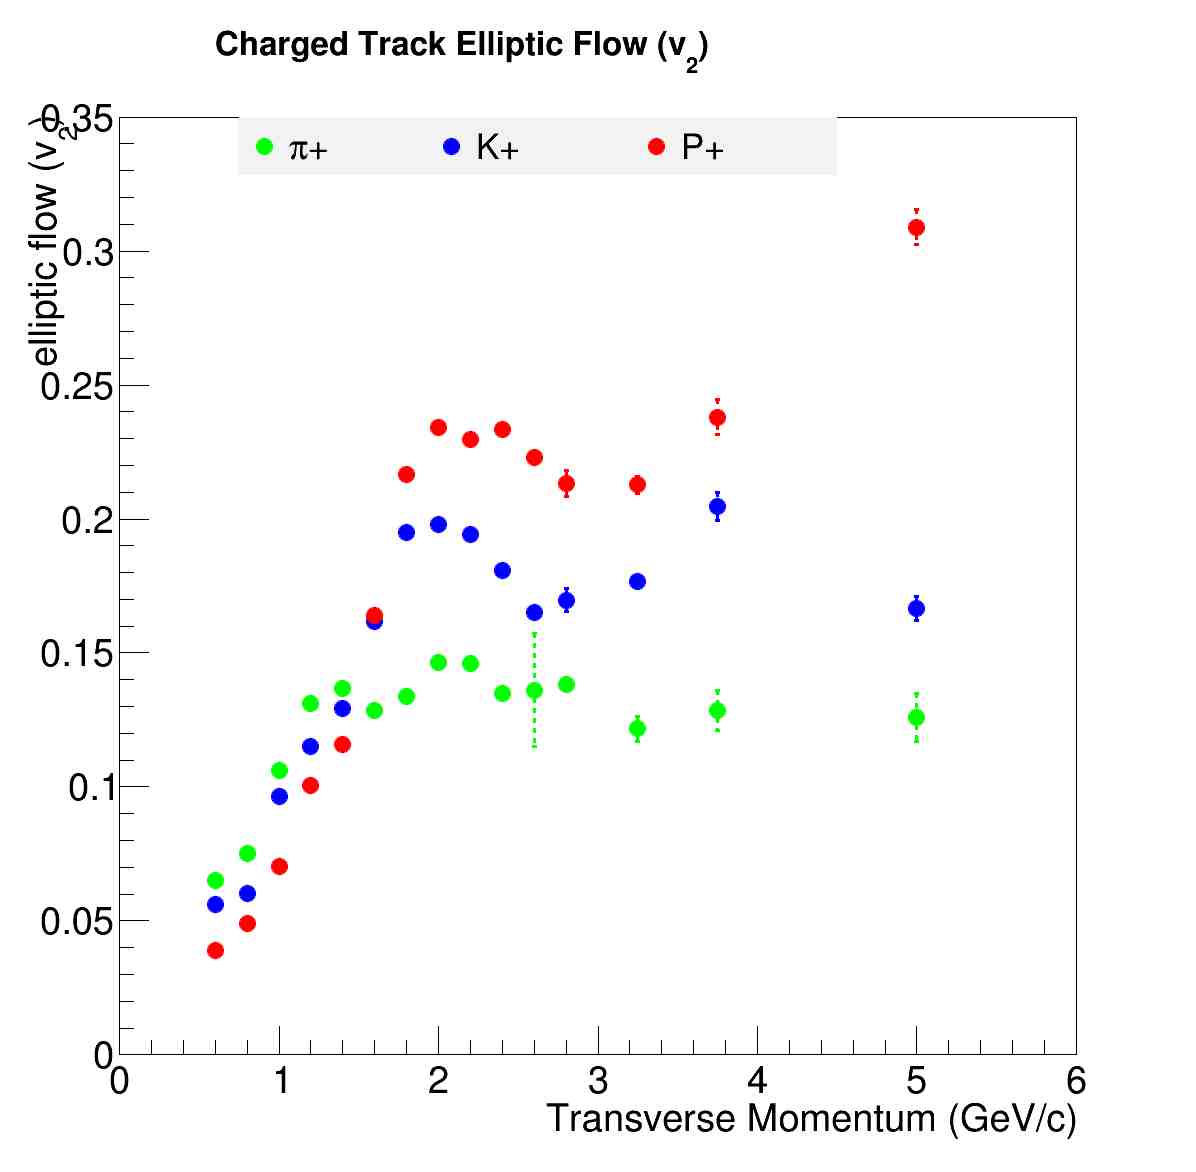 Charged Track Elliptic Flow (v2)
π+ K+ P+
elliptic flow (v2)
0.35
0.3
0.25
0.2
0.15
0.1
0.05
0
0 1 2 3 4 5 6
Transverse Momentum (GeV/c)